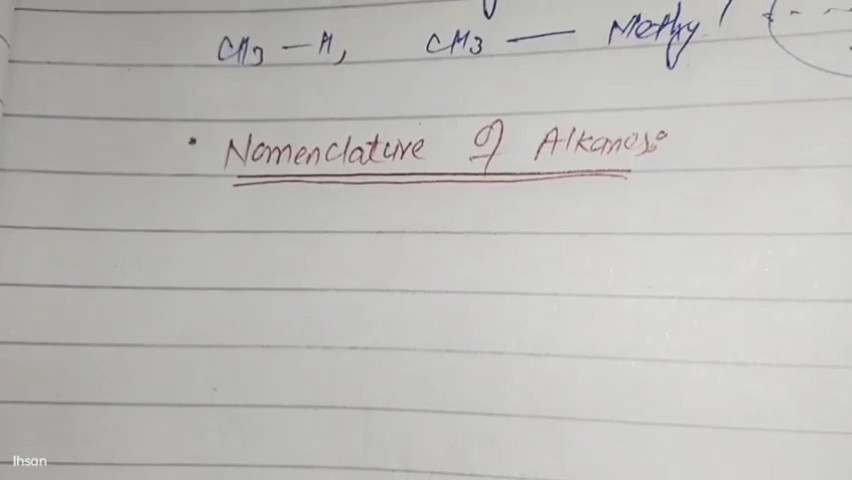 CH3 – H, CH3 — Methyl
• Nomenclature of Alkanes:
Ihsan